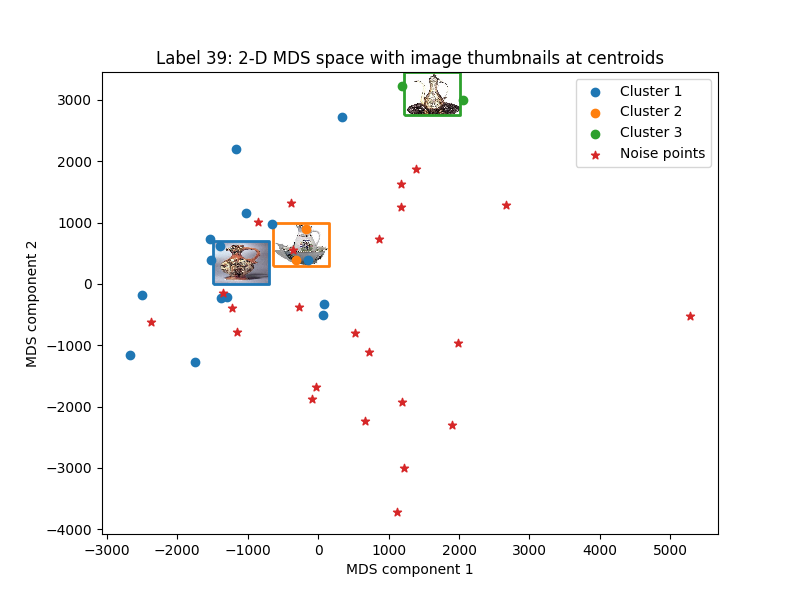 Label 39: 2-D MDS space with image thumbnails at centroids
Cluster 1
Cluster 2
Cluster 3
Noise points
3000
2000
1000
0
−1000
−2000
−3000
−4000
MDS component 2
−3000 −2000 −1000 0 1000 2000 3000 4000 5000
MDS component 1